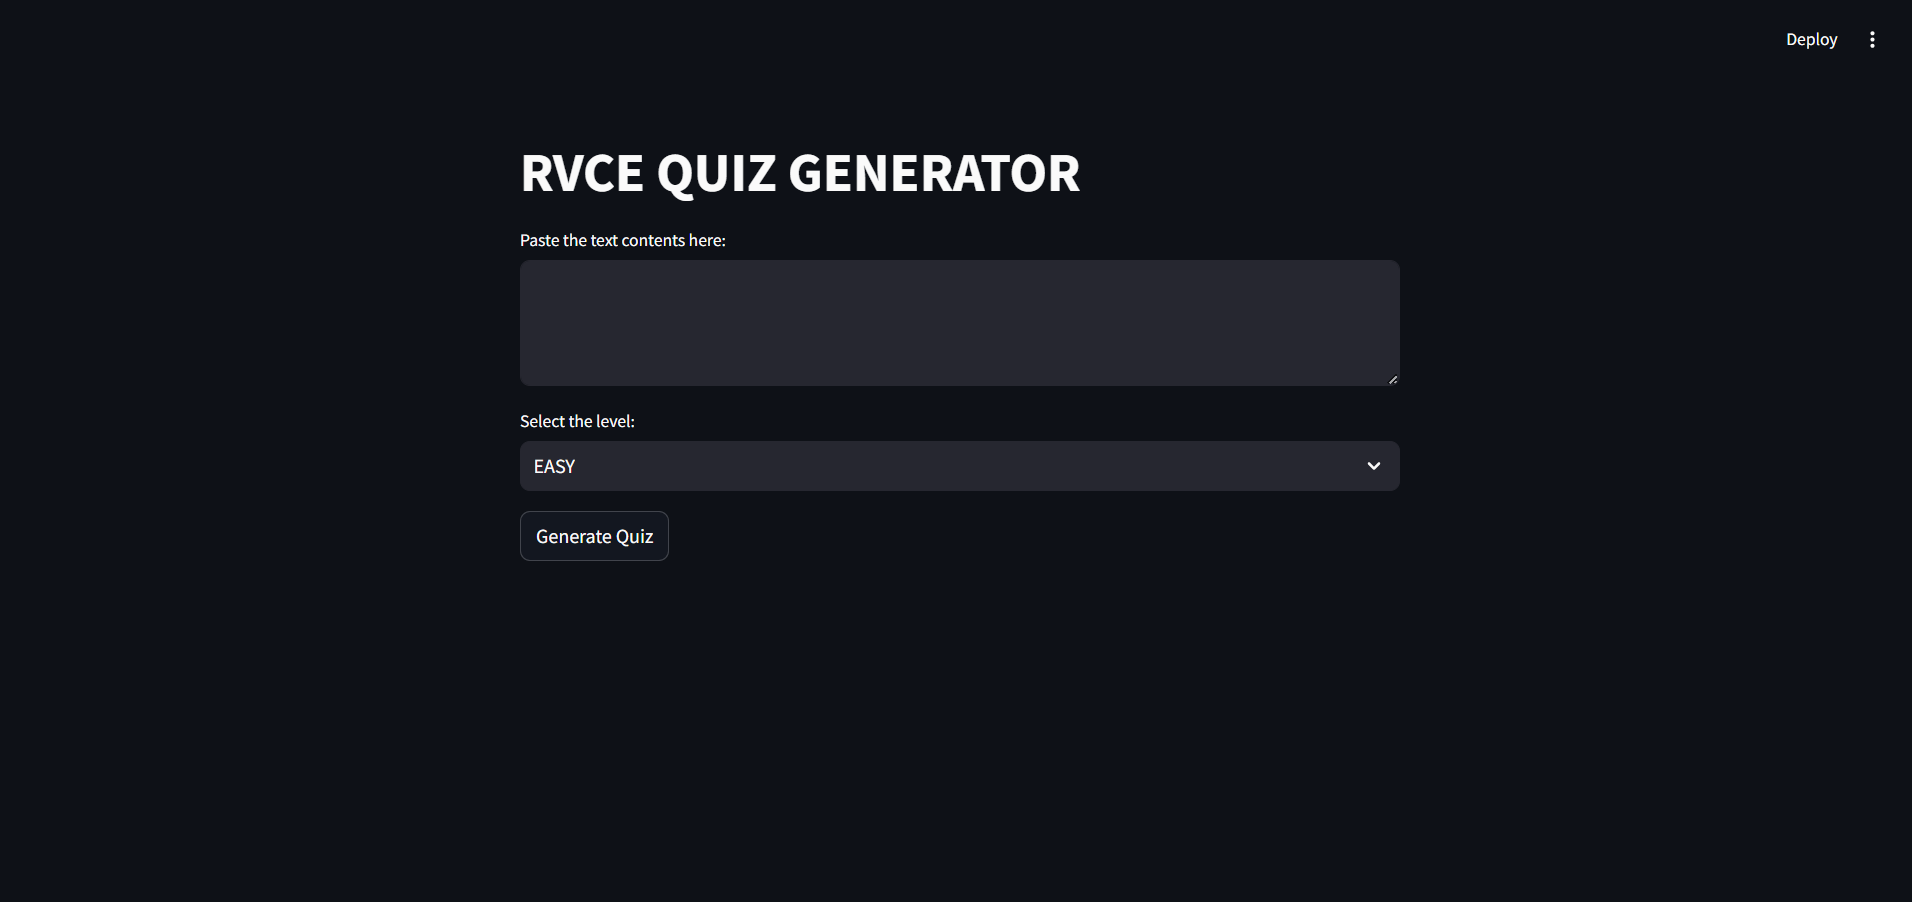 Deploy
RVCE QUIZ GENERATOR
Paste the text contents here:
Select the level:
EASY
Generate Quiz